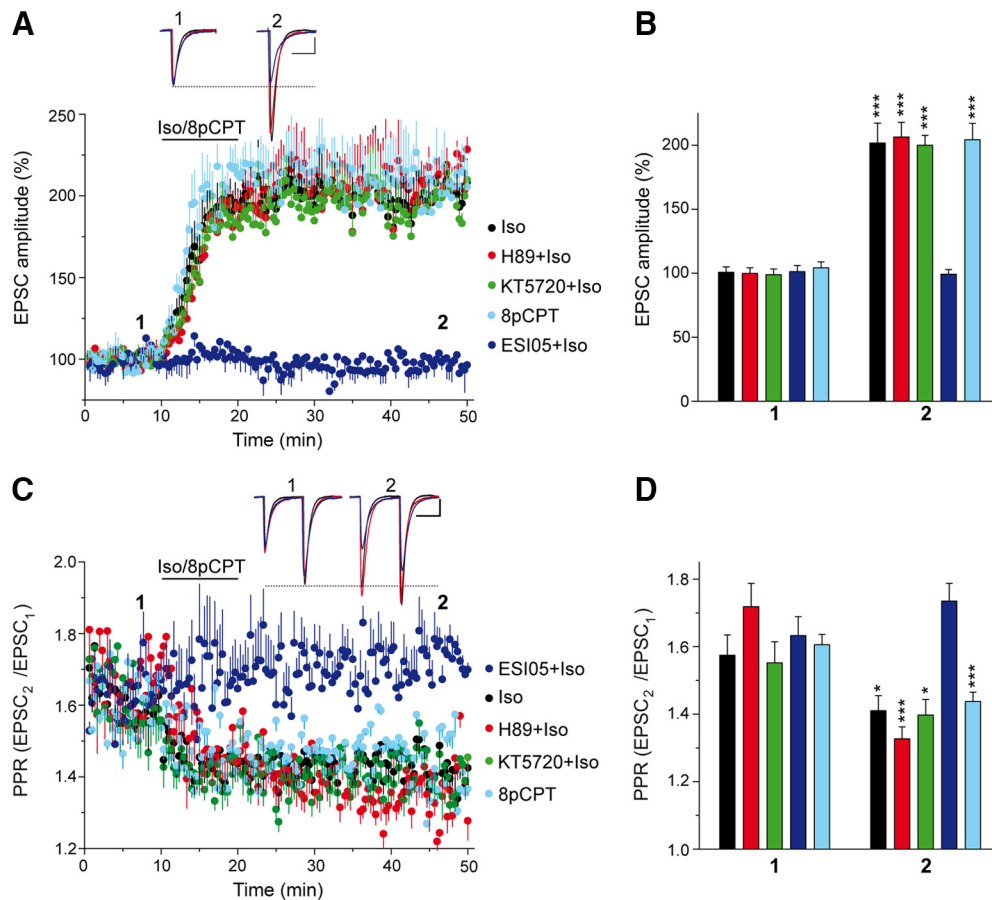 A
1 2
Iso/8pCPT
250
200
150
100
EPSC amplitude (%)
1 2
0 10 20 30 40 50
Time (min)
Iso
H89+Iso
KT5720+Iso
8pCPT
ESI05+Iso
B
200
150
100
50
0
EPSC amplitude (%)
*** *** *** ***
1 2
C
1 2
Iso/8pCPT
2.0
1.8
1.6
1.4
1.2
PPR (EPSC2 /EPSC1)
1 2
0 10 20 30 40 50
Time (min)
ESI05+Iso
Iso
H89+Iso
KT5720+Iso
8pCPT
D
1.8
1.6
1.4
1.2
1.0
PPR (EPSC2 /EPSC1)
* *** * ***
1 2